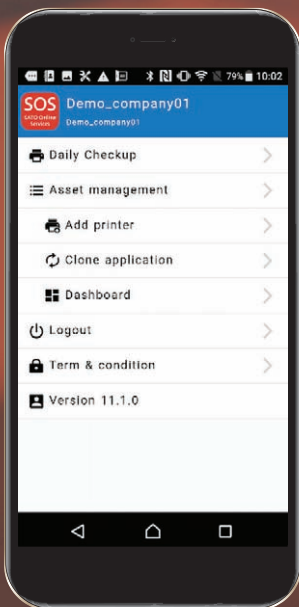 79% 10:02
SOS
SATO Online
Services
Demo_company01
Demo_company01
Daily Checkup
Asset management
Add printer
Clone application
Dashboard
Logout
Term & condition
Version 11.1.0